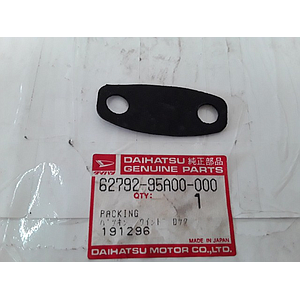 DAIHATSU 純正部品
GENUINE PARTS
62792-95A00-000
QTY: 1
PACKING
191296
MADE IN JAPAN
DAIHATSU MOTOR CO., LTD.